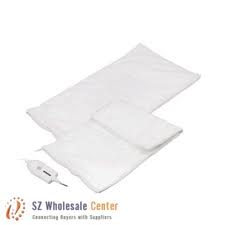 SZ Wholesale Center
Connecting Buyers with Suppliers